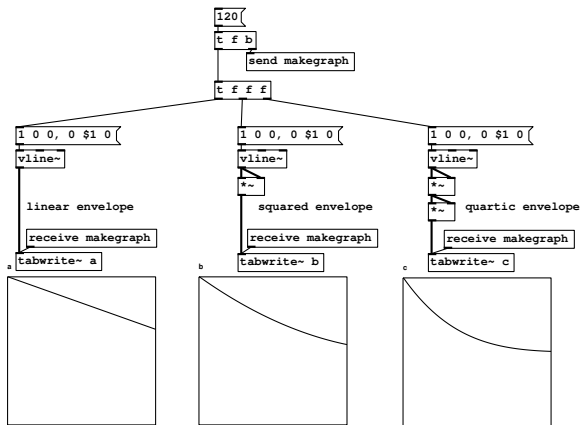 120
t f b
send makegraph
t f f f
1 0 0, 0 $1 0
1 0 0, 0 $1 0
1 0 0, 0 $1 0
vline~
vline~
vline~
*~
*~
*~
linear envelope
squared envelope
quartic envelope
receive makegraph
receive makegraph
receive makegraph
tabwrite~ a
tabwrite~ b
tabwrite~ c
a
b
c